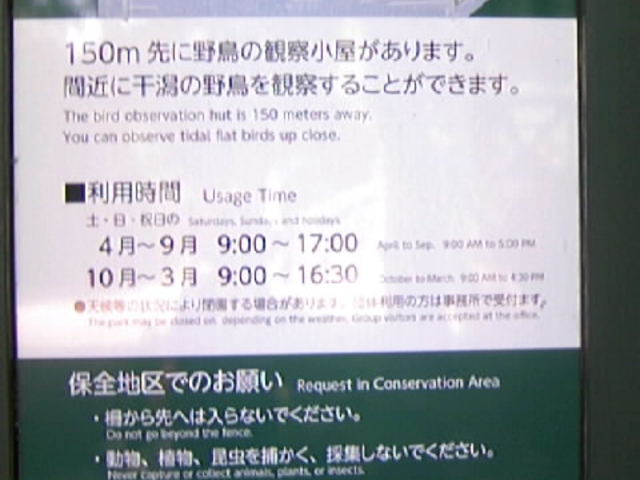 150m 先に野鳥の観察小屋があります。
間近に干潟の野鳥を観察することができます。
The bird observation hut is 150 meters away.
You can observe tidal flat birds up close.
■利用時間 Usage Time
土・日・祝日の Saturdays, Sundays and holidays
4月～9月 9:00～17:00 April to Sep. 9:00 AM to 5:00 PM
10月～3月 9:00～16:30 October to March 9:00 AM to 4:30 PM
●天候等の状況により閉園する場合があります。団体利用の方は事務所で受付ます。
The park may be closed on, depending on the weather. Group visitors are accepted at the office.
保全地区でのお願い Request in Conservation Area
・柵から先へは入らないでください。
Do not go beyond the fence.
・動物、植物、昆虫を捕かく、採集しないでください。
Never capture or collect animals, plants, or insects.